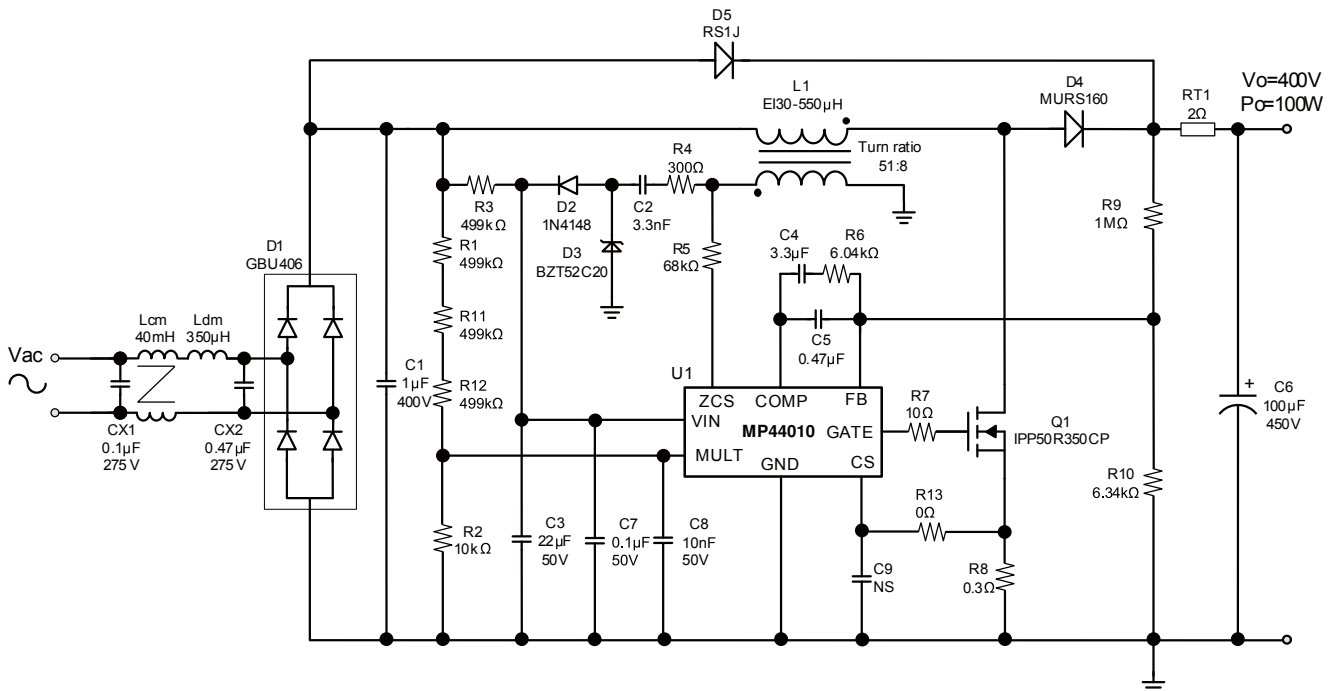 D5
RS1J
L1
EI30-550µH
D4
MURS160
RT1
2Ω
Vo=400V
Po=100W
Turn ratio
51:8
R4
300Ω
R3
499kΩ
D2
1N4148
C2
3.3nF
D3
BZT52C20
R5
68kΩ
C4
3.3µF
R6
6.04kΩ
R9
1MΩ
D1
GBU406
R1
499kΩ
R11
499kΩ
R12
499kΩ
C5
0.47µF
Lcm
40mH
Ldm
350µH
Vac
CX1
0.1µF
275V
CX2
0.47µF
275V
C1
1µF
400V
U1
ZCS
COMP
FB
VIN
MP44010
GATE
MULT
GND
CS
R7
10Ω
Q1
IPP50R350CP
+
C6
100µF
450V
R10
6.34kΩ
R13
0Ω
R2
10kΩ
C3
22µF
50V
C7
0.1µF
50V
C8
10nF
50V
C9
NS
R8
0.3Ω